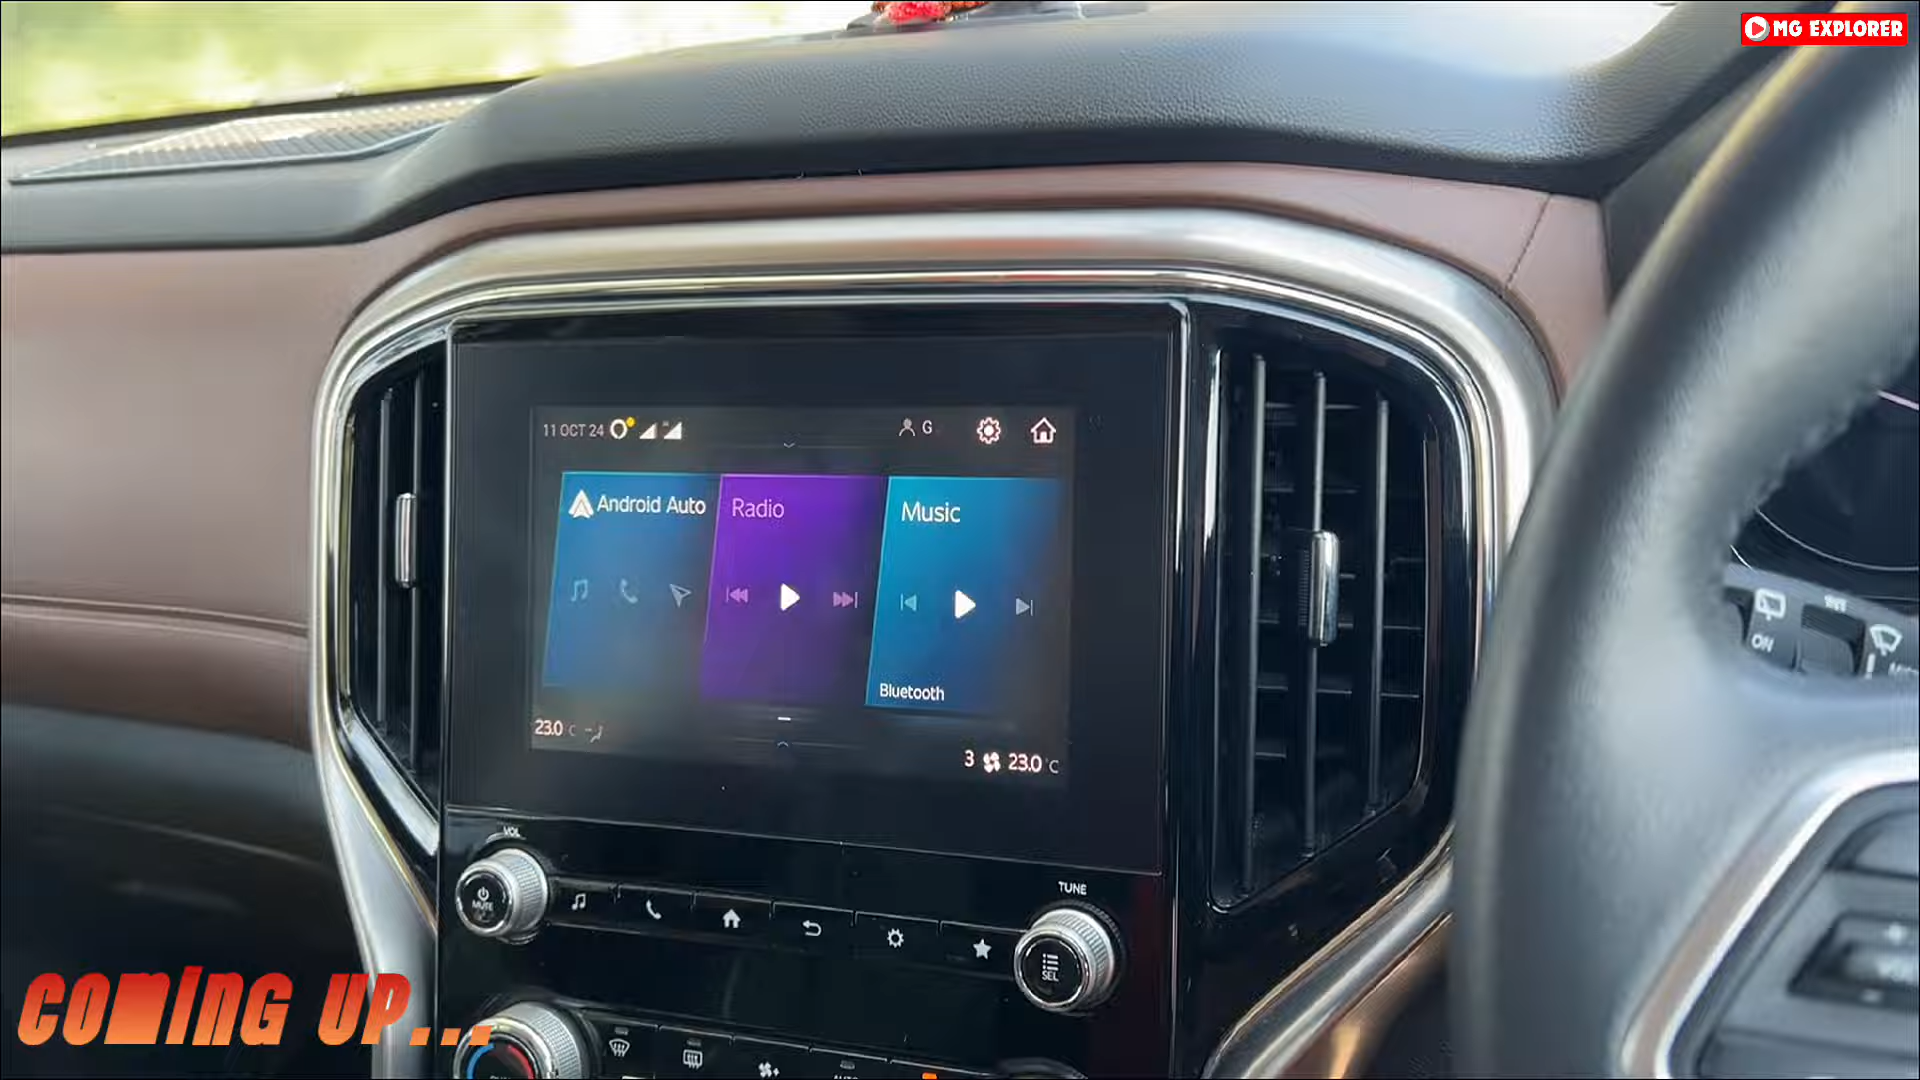 MG EXPLORER
11 OCT 24
G
Android Auto
Radio
Music
Bluetooth
23.0 C
3 23.0 °C
ON
VOL
MUTE
TUNE
SEL
COMING UP...